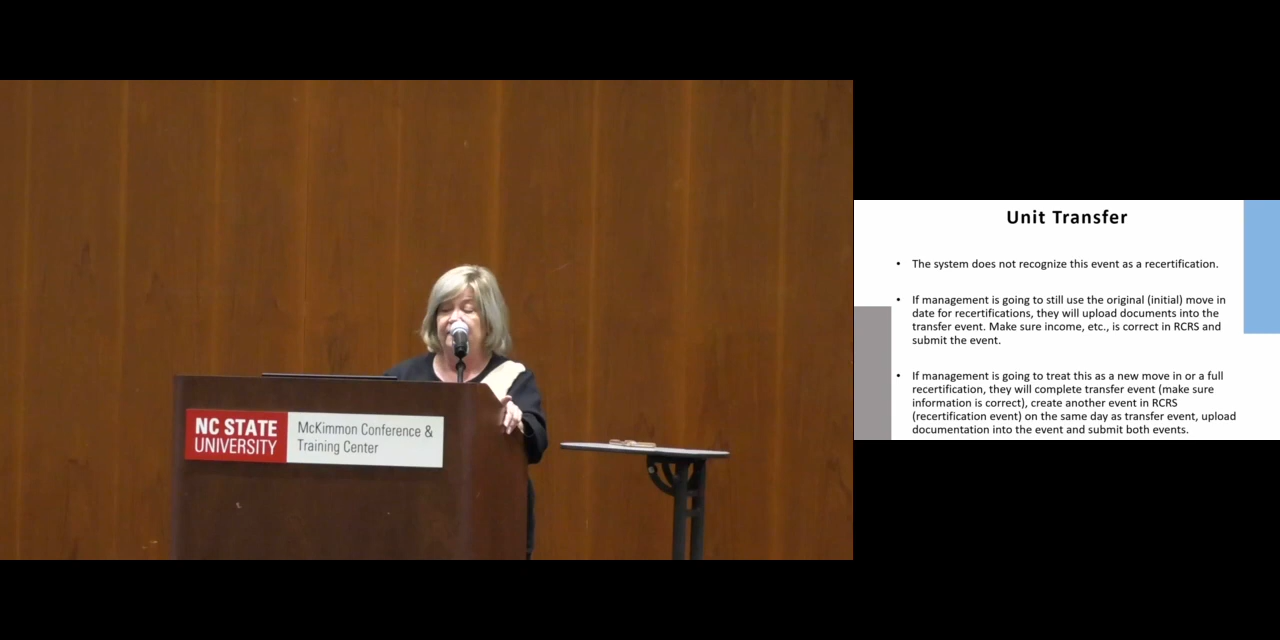 NC STATE
UNIVERSITY
McKimmon Conference &
Training Center
Unit Transfer
• The system does not recognize this event as a recertification.
• If management is going to still use the original (initial) move in
date for recertifications, they will upload documents into the
transfer event. Make sure income, etc., is correct in RCRS and
submit the event.
• If management is going to treat this as a new move in or a full
recertification, they will complete transfer event (make sure
information is correct), create another event in RCRS
(recertification event) on the same day as transfer event, upload
documentation into the event and submit both events.